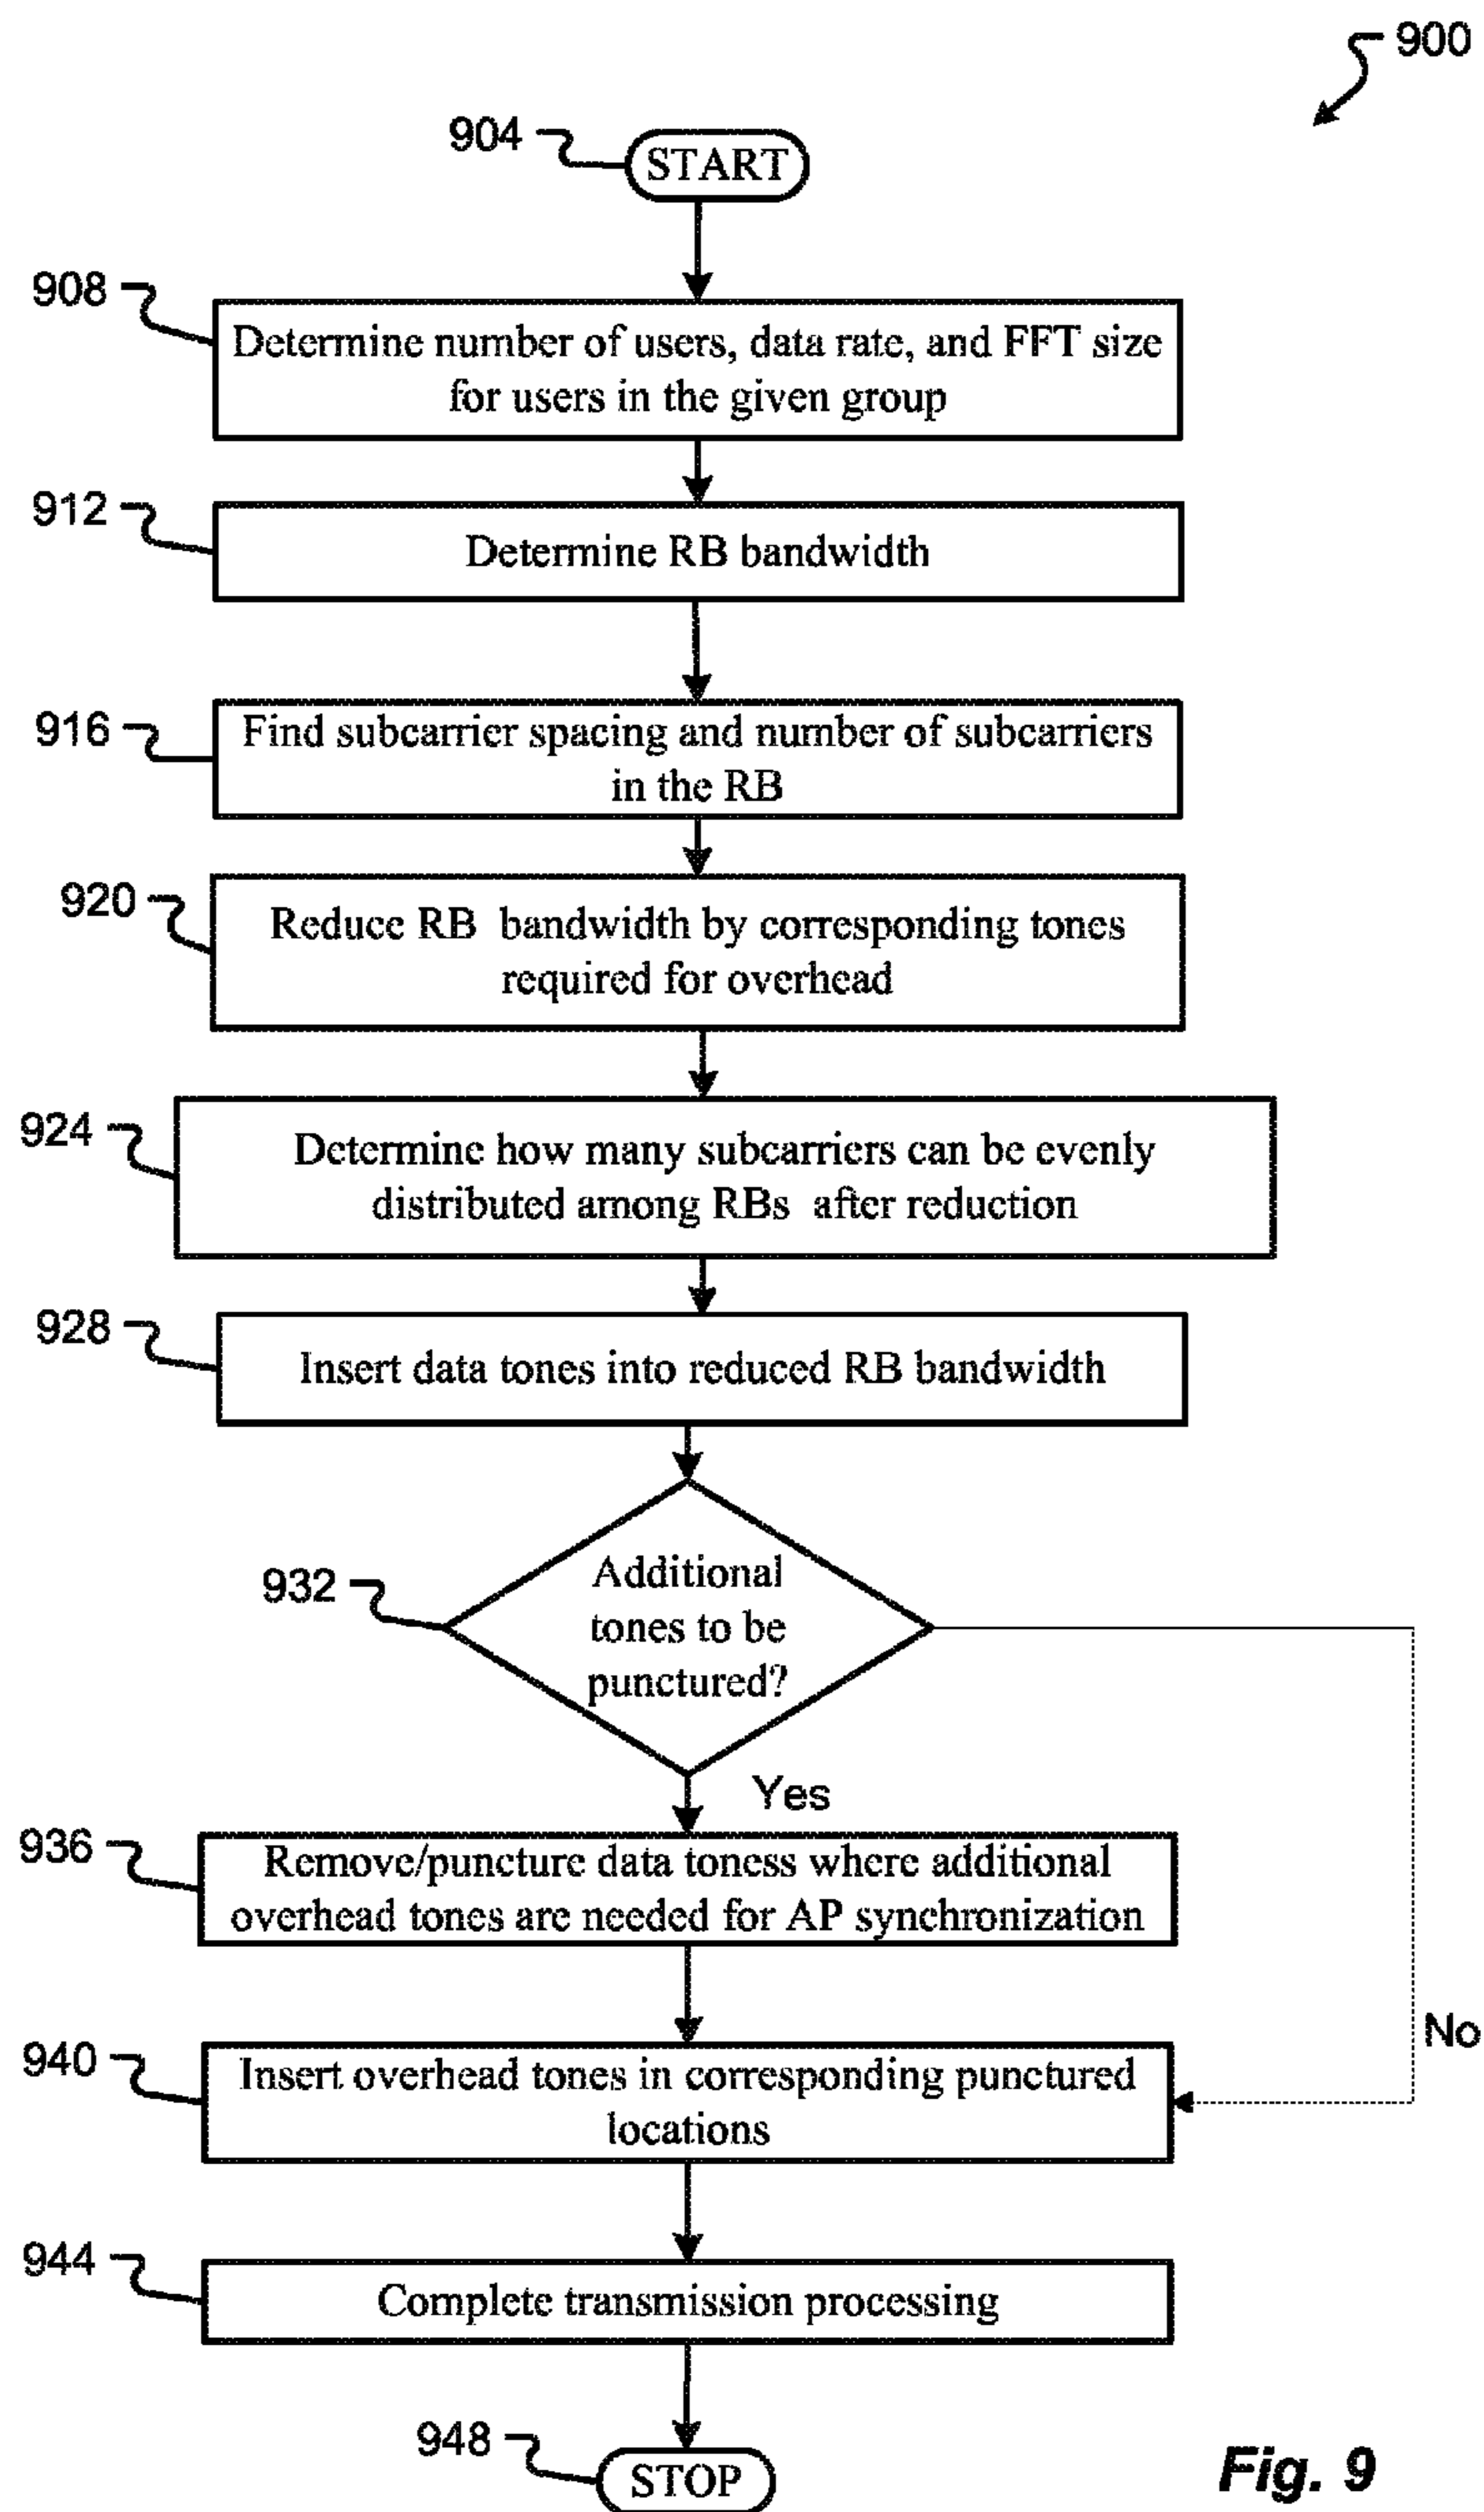 900
904
START
908
Determine number of users, data rate, and FFT size
for users in the given group
912
Determine RB bandwidth
916
Find subcarrier spacing and number of subcarriers
in the RB
920
Reduce RB bandwidth by corresponding tones
required for overhead
924
Determine how many subcarriers can be evenly
distributed among RBs after reduction
928
Insert data tones into reduced RB bandwidth
932
Additional
tones to be
punctured?
Yes
936
Remove/puncture data toness where additional
overhead tones are needed for AP synchronization
No
940
Insert overhead tones in corresponding punctured
locations
944
Complete transmission processing
948
STOP
Fig. 9